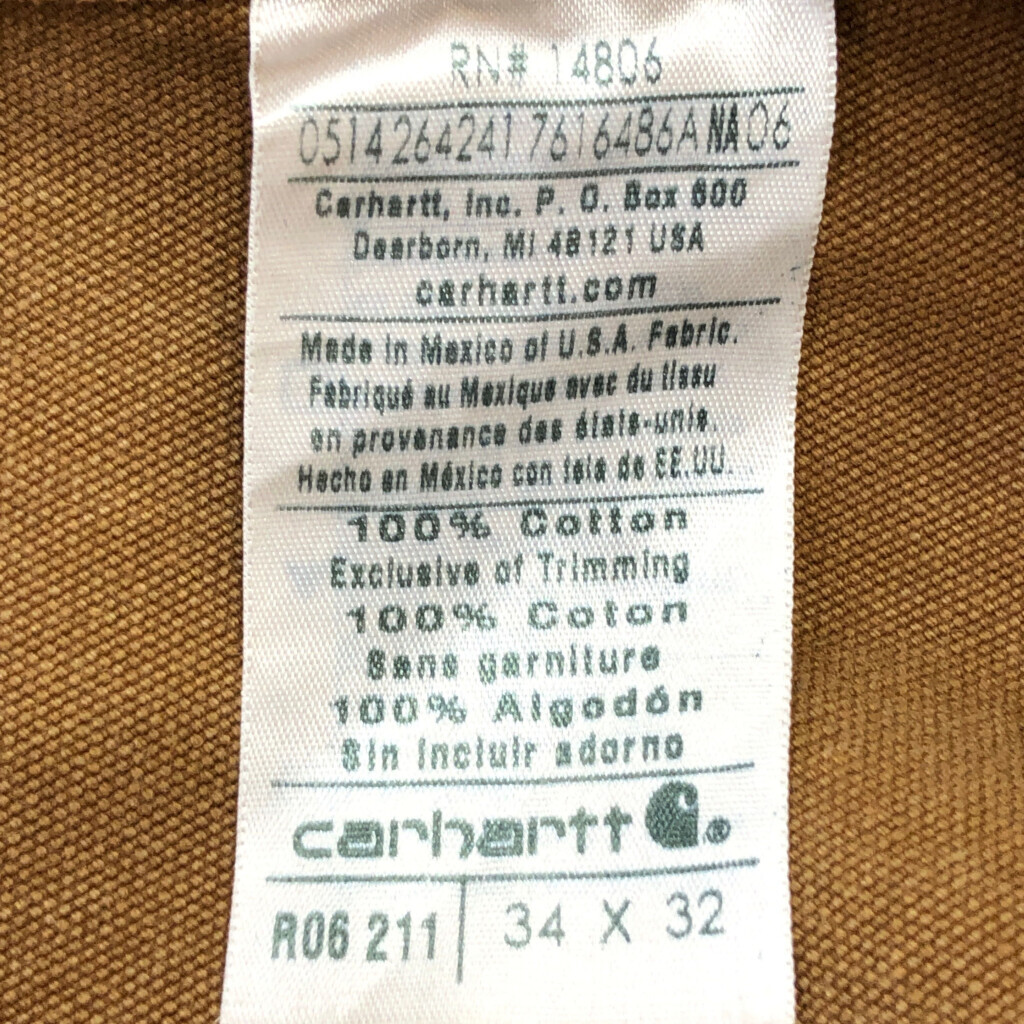 RN# 14806
0514264241 7616486A NA 06
Carhartt, Inc. P. O. Box 600
Dearborn, MI 48121 USA
carhartt.com
Made in Mexico of U.S.A. Fabric.
Fabriqué au Mexique avec du tissu
en provenance des états-unis.
Hecho en México con tela de EE.UU.
100% Cotton
Exclusive of Trimming
100% Coton
Sans garniture
100% Algodón
Sin incluir adorno
carhartt ®
R06 211 34 X 32